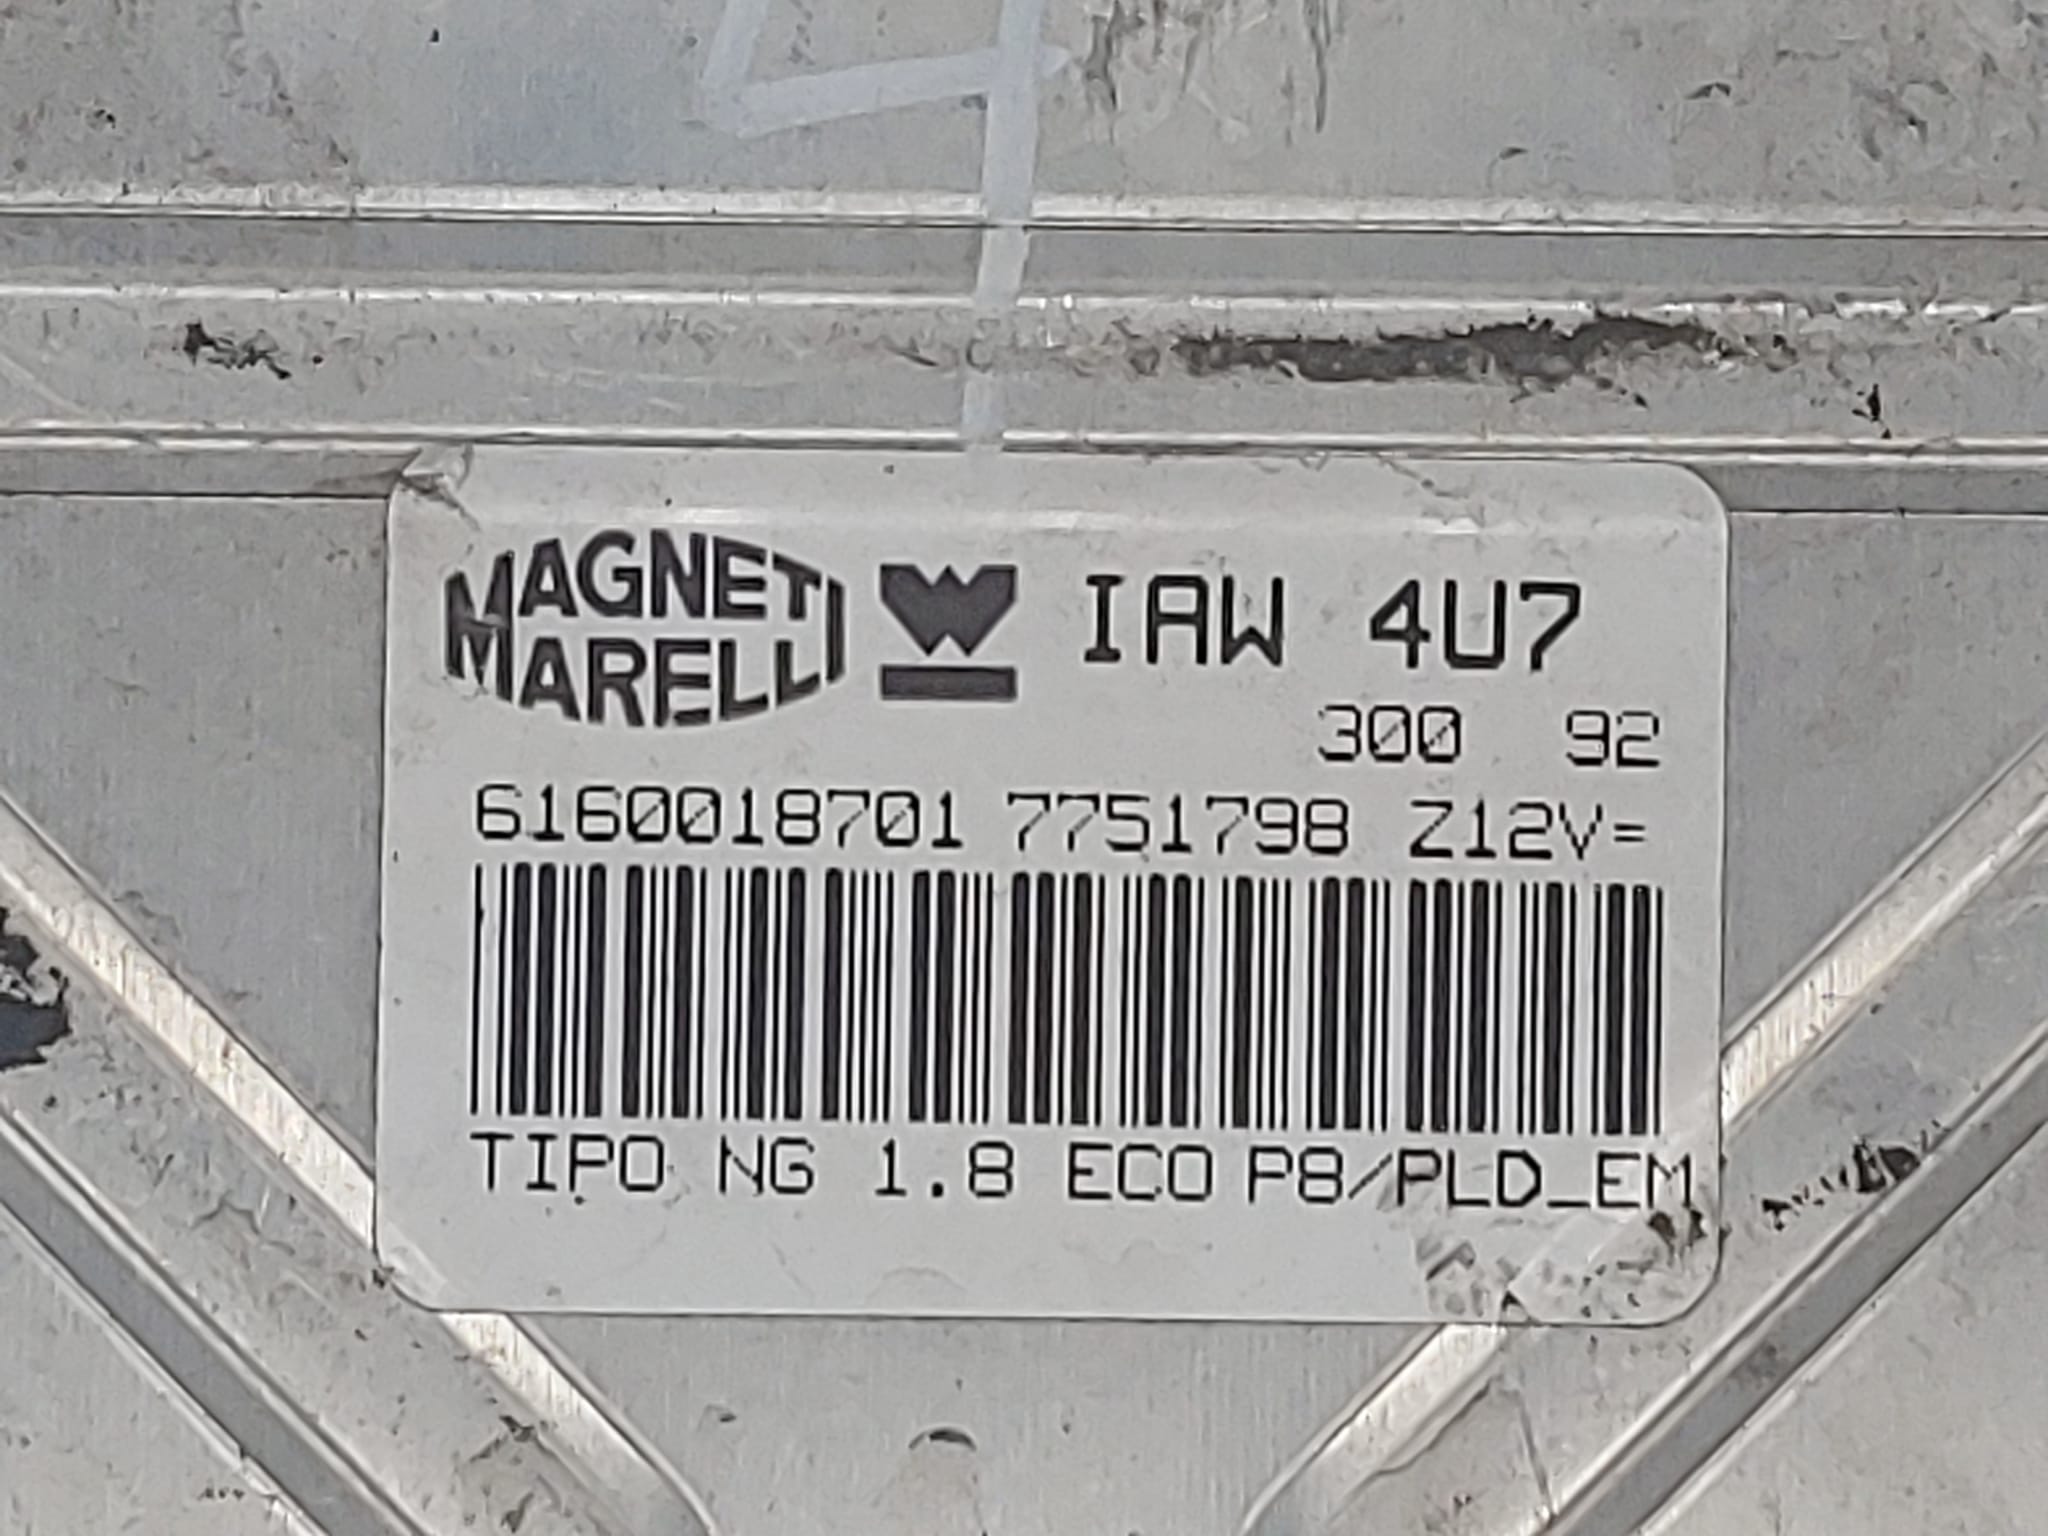 MAGNETI MARELLI W IAW 4U7
300 92
6160018701 7751798 Z12V=
TIPO NG 1.8 ECO P8/PLD_EM